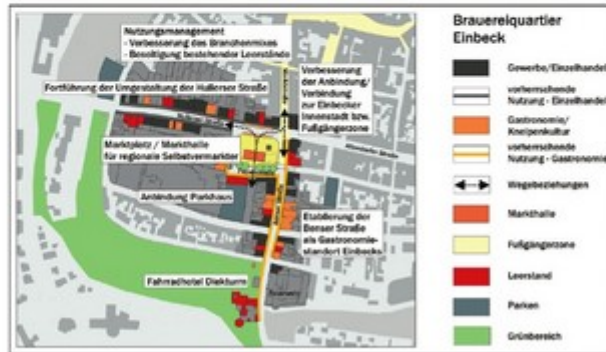 Nutzungsmanagement
- Verbesserung des Branchenmixes
- Beseitigung bestehender Leerstände
Fortführung der Umgestaltung der Hullerser Straße
Verbesserung
der Anbindung/
Verbindung
zur Einbecker
Innenstadt bzw.
Fußgängerzone
Marktplatz / Markthalle
für regionale Selbstvermarkter
Anbindung Parkhaus
Etablierung der
Benser Straße
als Gastronomie-
standort Einbecks
Fahrradhotel Diekturm
Brauereiquartier
Einbeck
Gewerbe/Einzelhandel
vorherrschende
Nutzung - Einzelhandel
Gastronomie/
Kneipenkultur
vorherrschende
Nutzung - Gastronomie
Wegebeziehungen
Markthalle
Fußgängerzone
Leerstand
Parken
Grünbereich